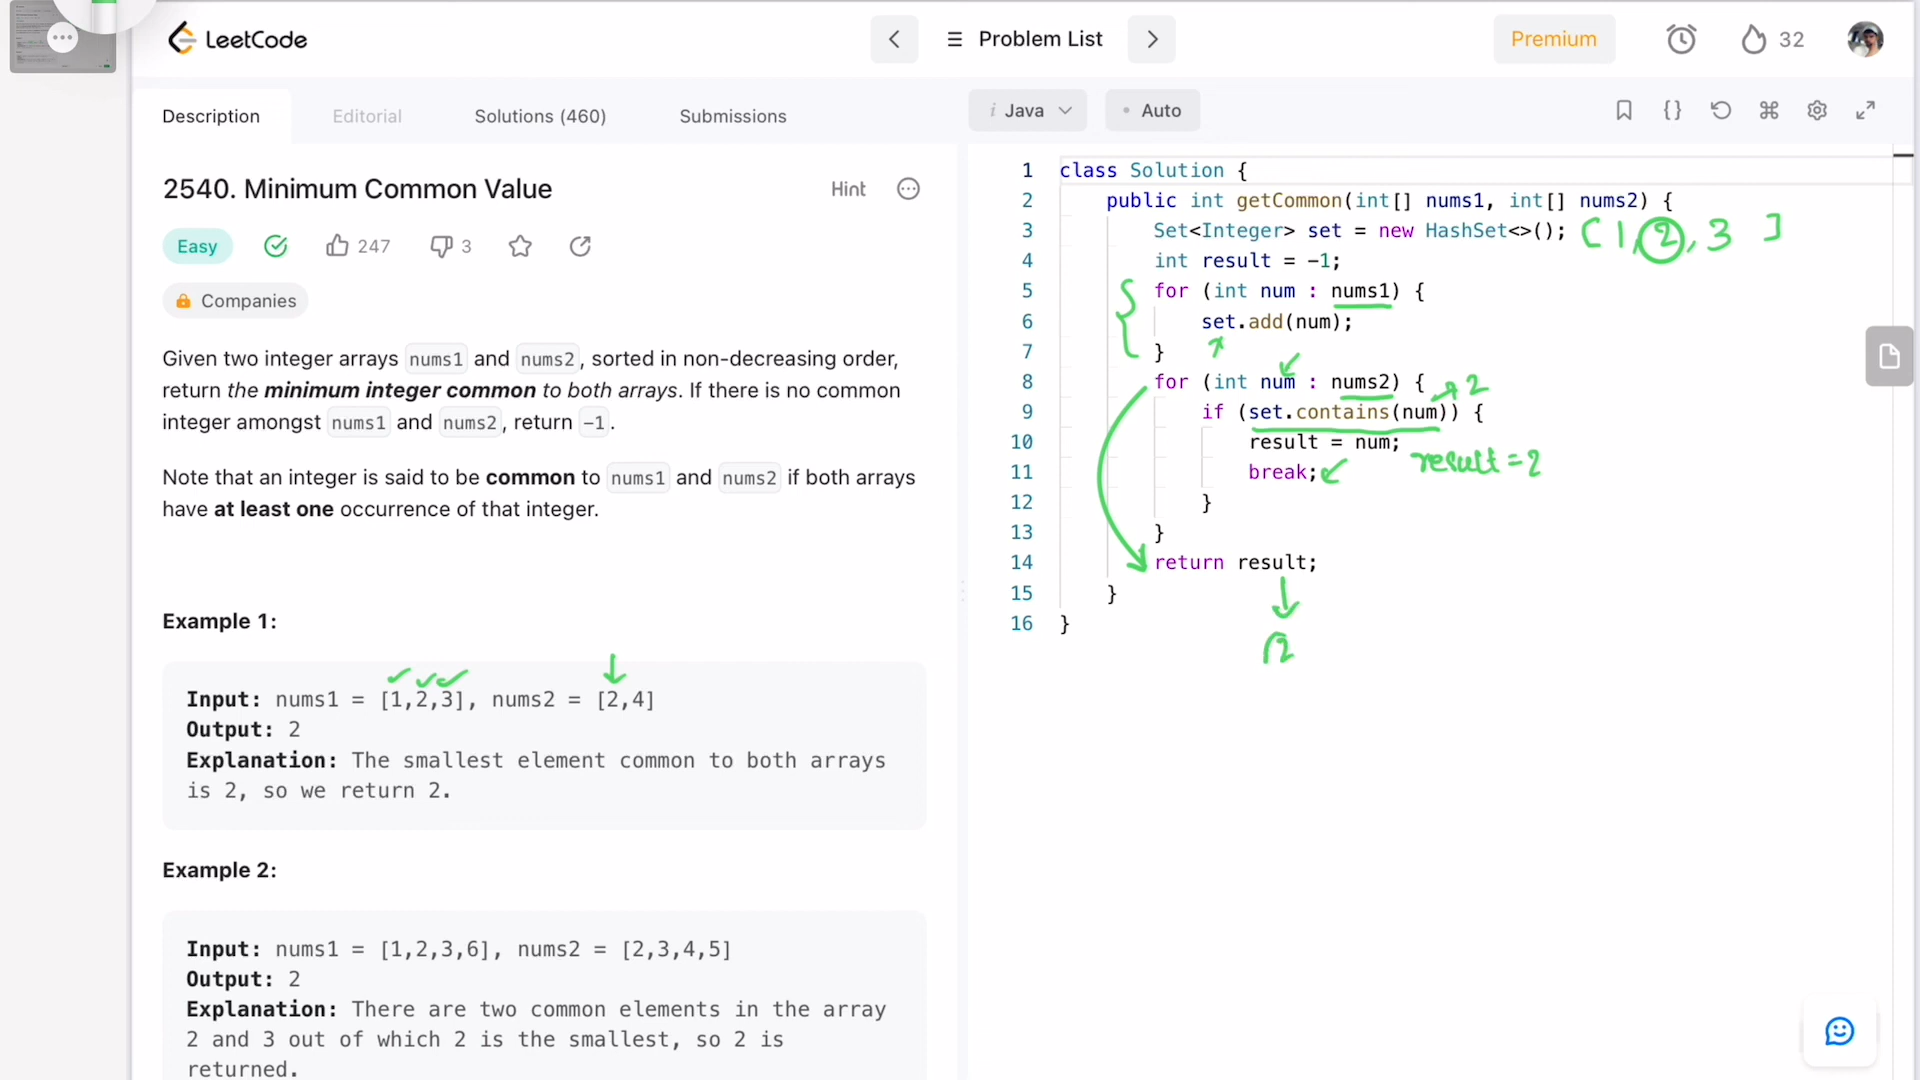 LeetCode
Problem List
Premium
32
Description
Editorial
Solutions (460)
Submissions
i Java
• Auto
2540. Minimum Common Value
Hint
Easy
247
3
Companies
Given two integer arrays nums1 and nums2, sorted in non-decreasing order,
return the minimum integer common to both arrays. If there is no common
integer amongst nums1 and nums2, return -1.
Note that an integer is said to be common to nums1 and nums2 if both arrays
have at least one occurrence of that integer.
Example 1:
Input: nums1 = [1,2,3], nums2 = [2,4]
Output: 2
Explanation: The smallest element common to both arrays
is 2, so we return 2.
Example 2:
Input: nums1 = [1,2,3,6], nums2 = [2,3,4,5]
Output: 2
Explanation: There are two common elements in the array
2 and 3 out of which 2 is the smallest, so 2 is
returned.
1 class Solution {
2 public int getCommon(int[] nums1, int[] nums2) {
3 Set<Integer> set = new HashSet<>(); [1,2,3 ]
4 int result = -1;
5 for (int num : nums1) {
6 set.add(num);
7 }
8 for (int num : nums2) {
2
9 if (set.contains(num)) {
10 result = num;
result=2
11 break;
12 }
13 }
14 return result;
15 }
16 }
2